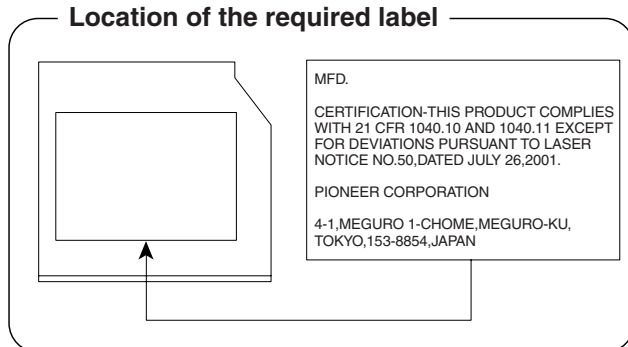 Location of the required label
MFD.
CERTIFICATION-THIS PRODUCT COMPLIES
WITH 21 CFR 1040.10 AND 1040.11 EXCEPT
FOR DEVIATIONS PURSUANT TO LASER
NOTICE NO.50,DATED JULY 26,2001.
PIONEER CORPORATION
4-1,MEGURO 1-CHOME,MEGURO-KU,
TOKYO,153-8854,JAPAN